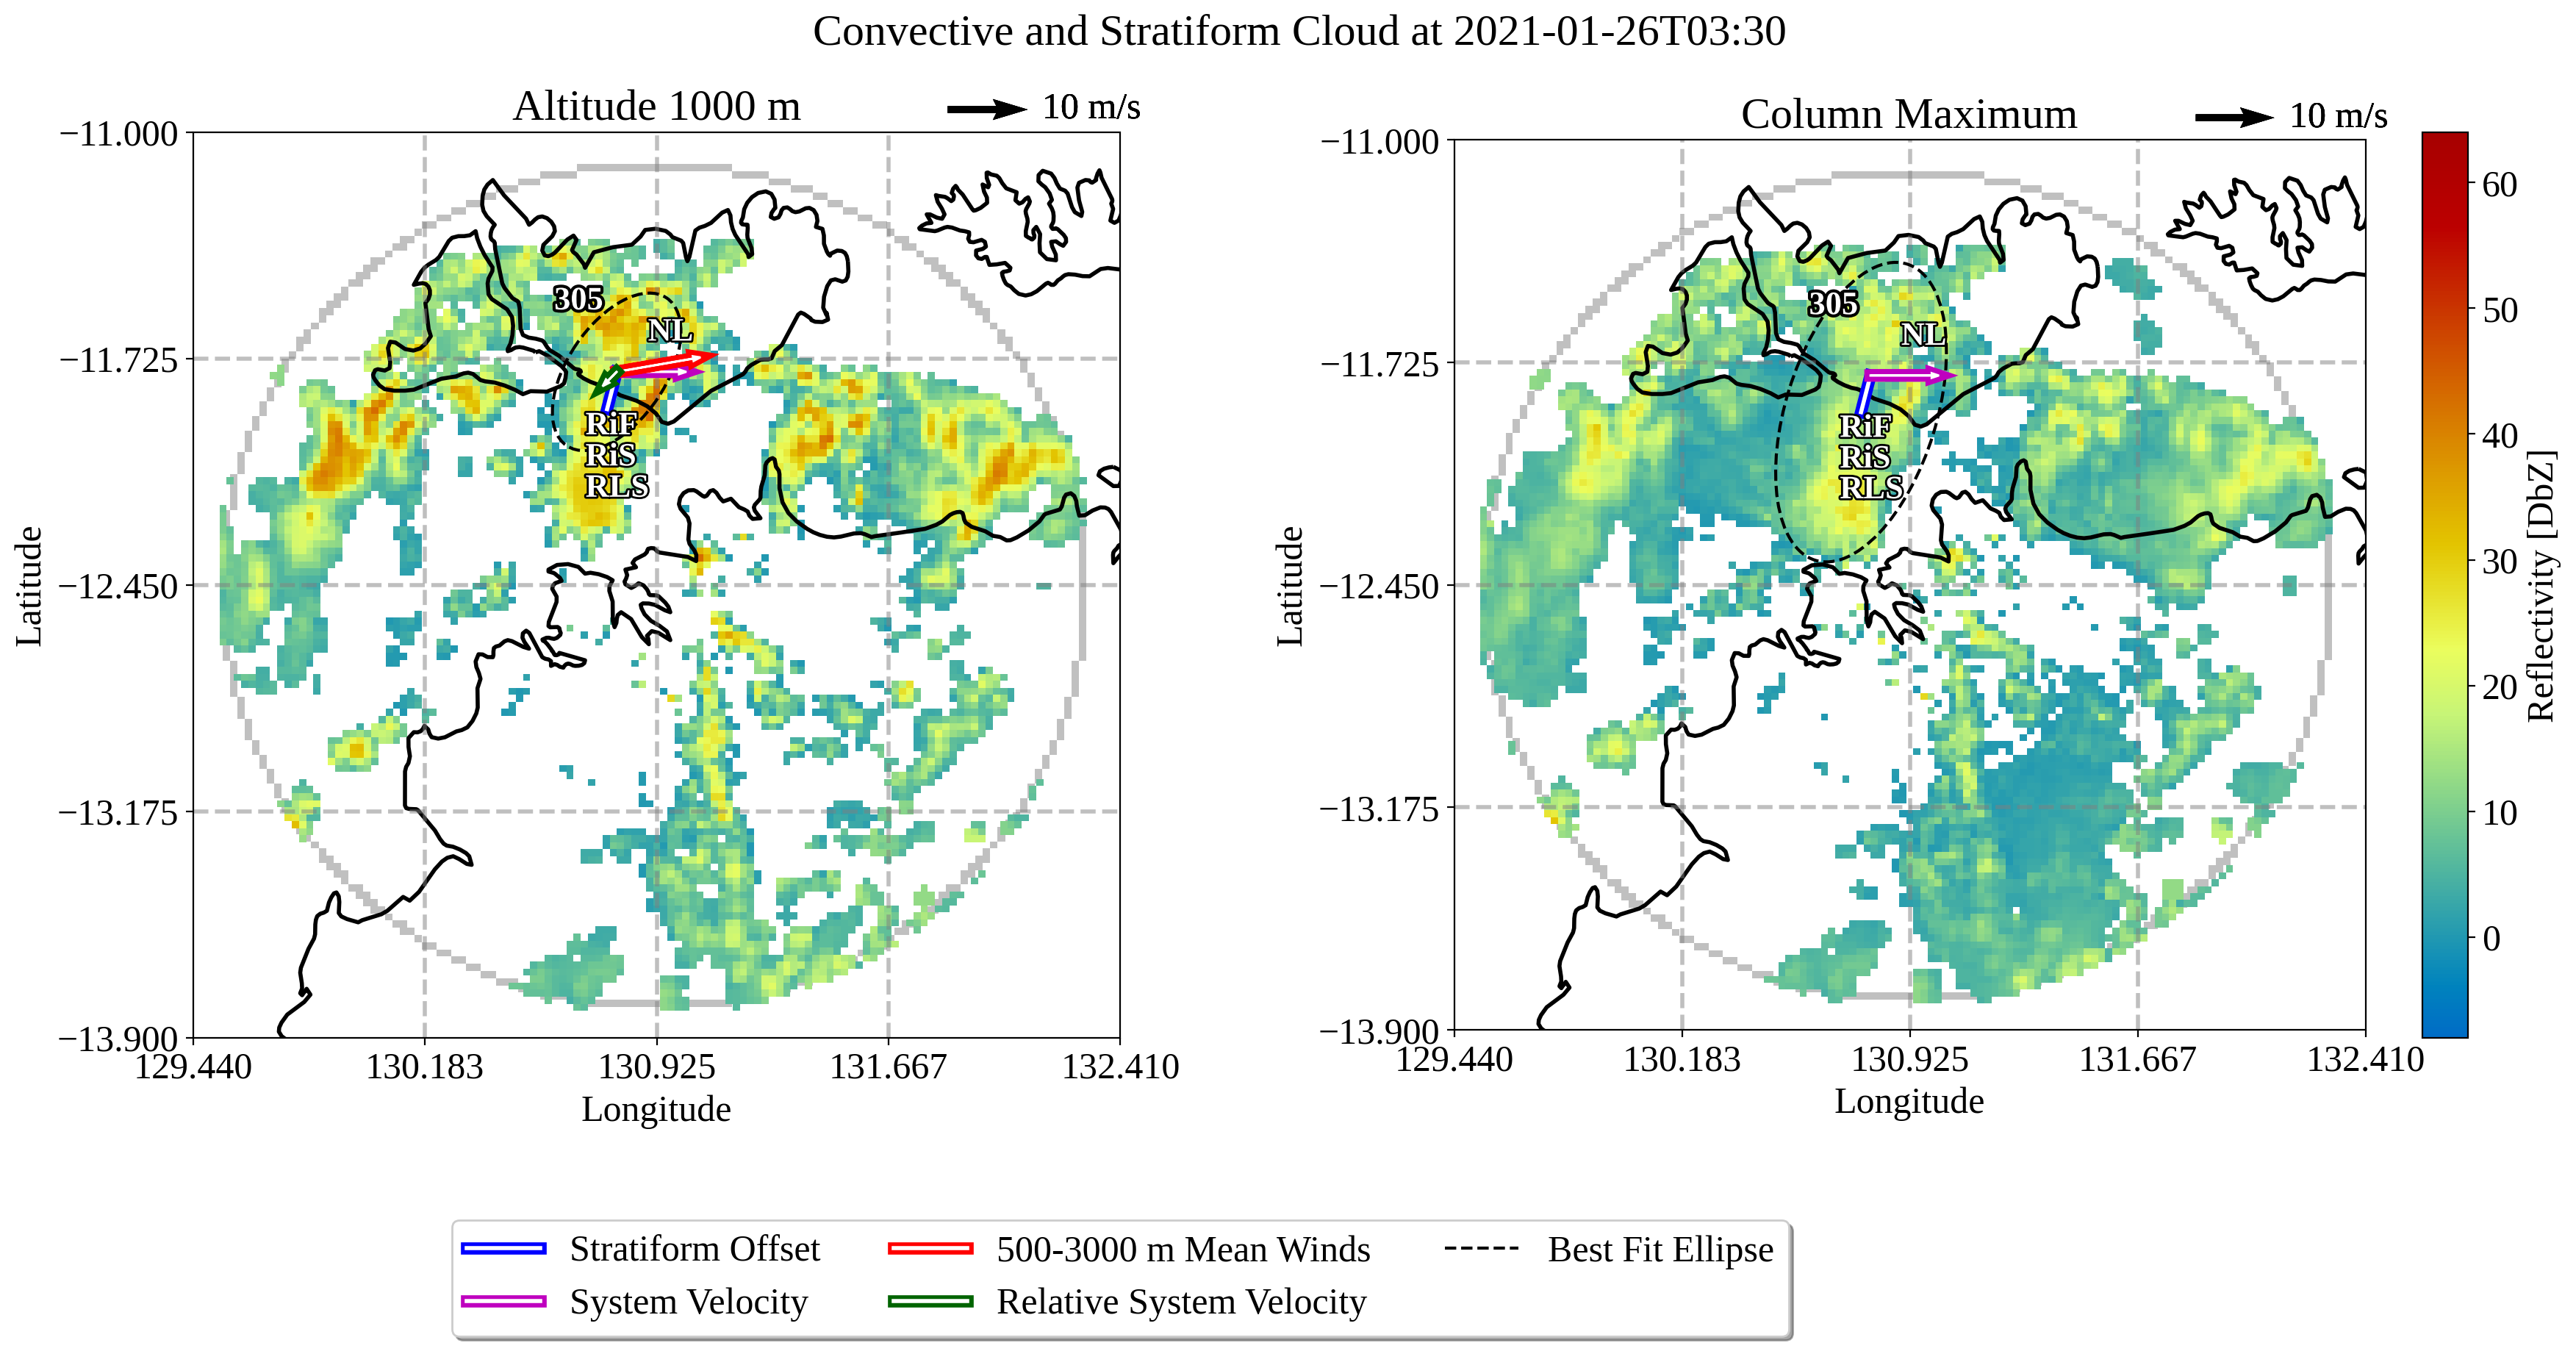 Convective and Stratiform Cloud at 2021-01-26T03:30
Altitude 1000 m
10 m/s
−11.000
−11.725
−12.450
−13.175
−13.900
129.440
130.183
130.925
131.667
132.410
Latitude
Longitude
305
NL
RiF
RiS
RLS
Column Maximum
10 m/s
−11.000
−11.725
−12.450
−13.175
−13.900
129.440
130.183
130.925
131.667
132.410
Latitude
Longitude
305
NL
RiF
RiS
RLS
60
50
40
30
20
10
0
Reflectivity [DbZ]
Stratiform Offset
System Velocity
500-3000 m Mean Winds
Relative System Velocity
Best Fit Ellipse